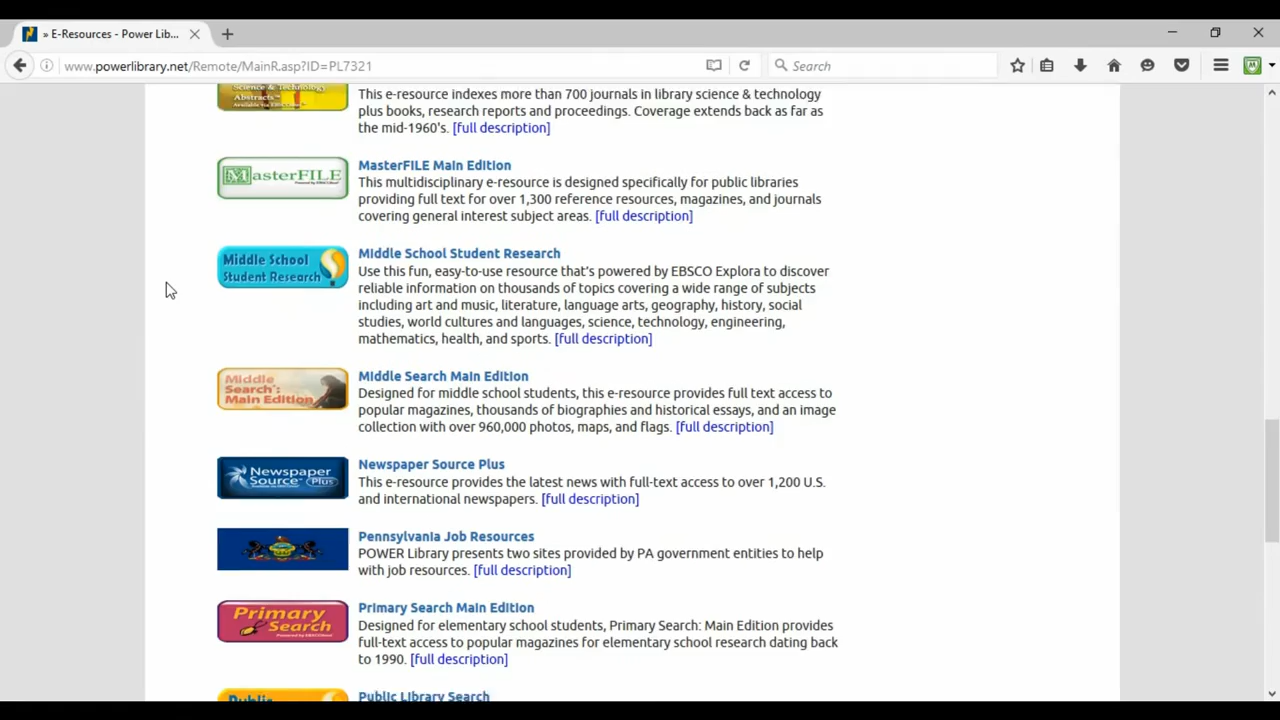 » E-Resources - Power Lib...
www.powerlibrary.net/Remote/MainR.asp?ID=PL7321
Search
Science & Technology
Abstracts™
Available via EBSCOhost
This e-resource indexes more than 700 journals in library science & technology
plus books, research reports and proceedings. Coverage extends back as far as
the mid-1960's. [full description]
MasterFILE
Powered by EBSCOhost
MasterFILE Main Edition
This multidisciplinary e-resource is designed specifically for public libraries
providing full text for over 1,300 reference resources, magazines, and journals
covering general interest subject areas. [full description]
Middle School
Student Research
Middle School Student Research
Use this fun, easy-to-use resource that's powered by EBSCO Explora to discover
reliable information on thousands of topics covering a wide range of subjects
including art and music, literature, language arts, geography, history, social
studies, world cultures and languages, science, technology, engineering,
mathematics, health, and sports. [full description]
Middle
Search:
Main Edition
Middle Search Main Edition
Designed for middle school students, this e-resource provides full text access to
popular magazines, thousands of biographies and historical essays, and an image
collection with over 960,000 photos, maps, and flags. [full description]
Newspaper
Source™ Plus
Newspaper Source Plus
This e-resource provides the latest news with full-text access to over 1,200 U.S.
and international newspapers. [full description]
Pennsylvania Job Resources
POWER Library presents two sites provided by PA government entities to help
with job resources. [full description]
Primary
Search
Powered by EBSCOhost
Primary Search Main Edition
Designed for elementary school students, Primary Search: Main Edition provides
full-text access to popular magazines for elementary school research dating back
to 1990. [full description]
Public
Public Library Search